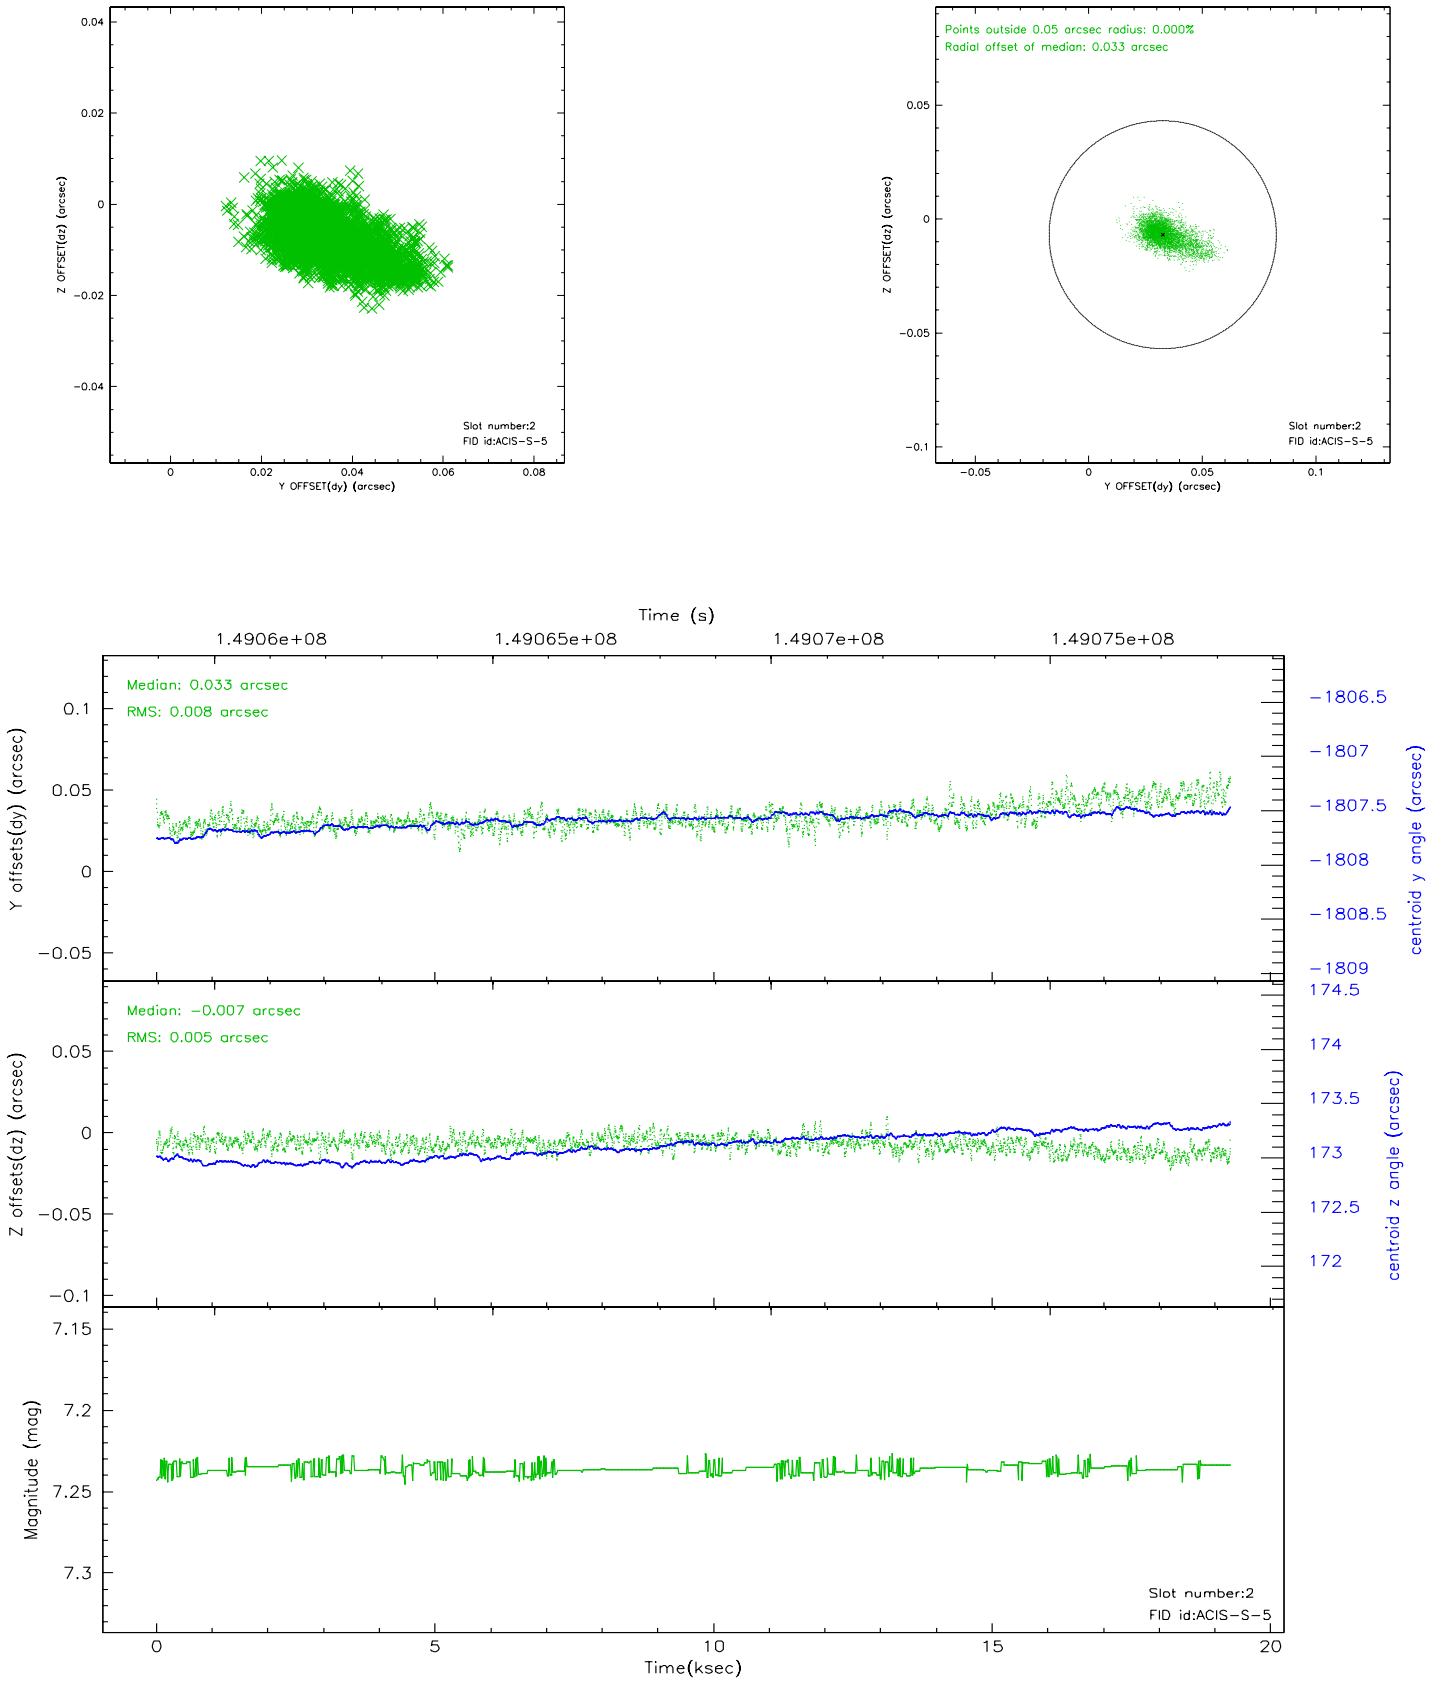 0.04
0.02
0
−0.02
−0.04
Z OFFSET(dz) (arcsec)
Slot number:2
FID id:ACIS−S−5
0
0.02
0.04
0.06
0.08
Y OFFSET(dy) (arcsec)
Points outside 0.05 arcsec radius: 0.000%
Radial offset of median: 0.033 arcsec
0.05
0
−0.05
−0.1
Z OFFSET(dz) (arcsec)
Slot number:2
FID id:ACIS−S−5
−0.05
0
0.05
0.1
Y OFFSET(dy) (arcsec)
Time (s)
1.4906e+08
1.49065e+08
1.4907e+08
1.49075e+08
Median: 0.033 arcsec
RMS: 0.008 arcsec
0.1
0.05
0
−0.05
Y offsets(dy) (arcsec)
−1806.5
−1807
−1807.5
−1808
−1808.5
−1809
centroid y angle (arcsec)
Median: −0.007 arcsec
RMS: 0.005 arcsec
0.05
0
−0.05
−0.1
Z offsets(dz) (arcsec)
174.5
174
173.5
173
172.5
172
centroid z angle (arcsec)
7.15
7.2
7.25
7.3
Magnitude (mag)
Slot number:2
FID id:ACIS−S−5
0
5
10
15
20
Time(ksec)